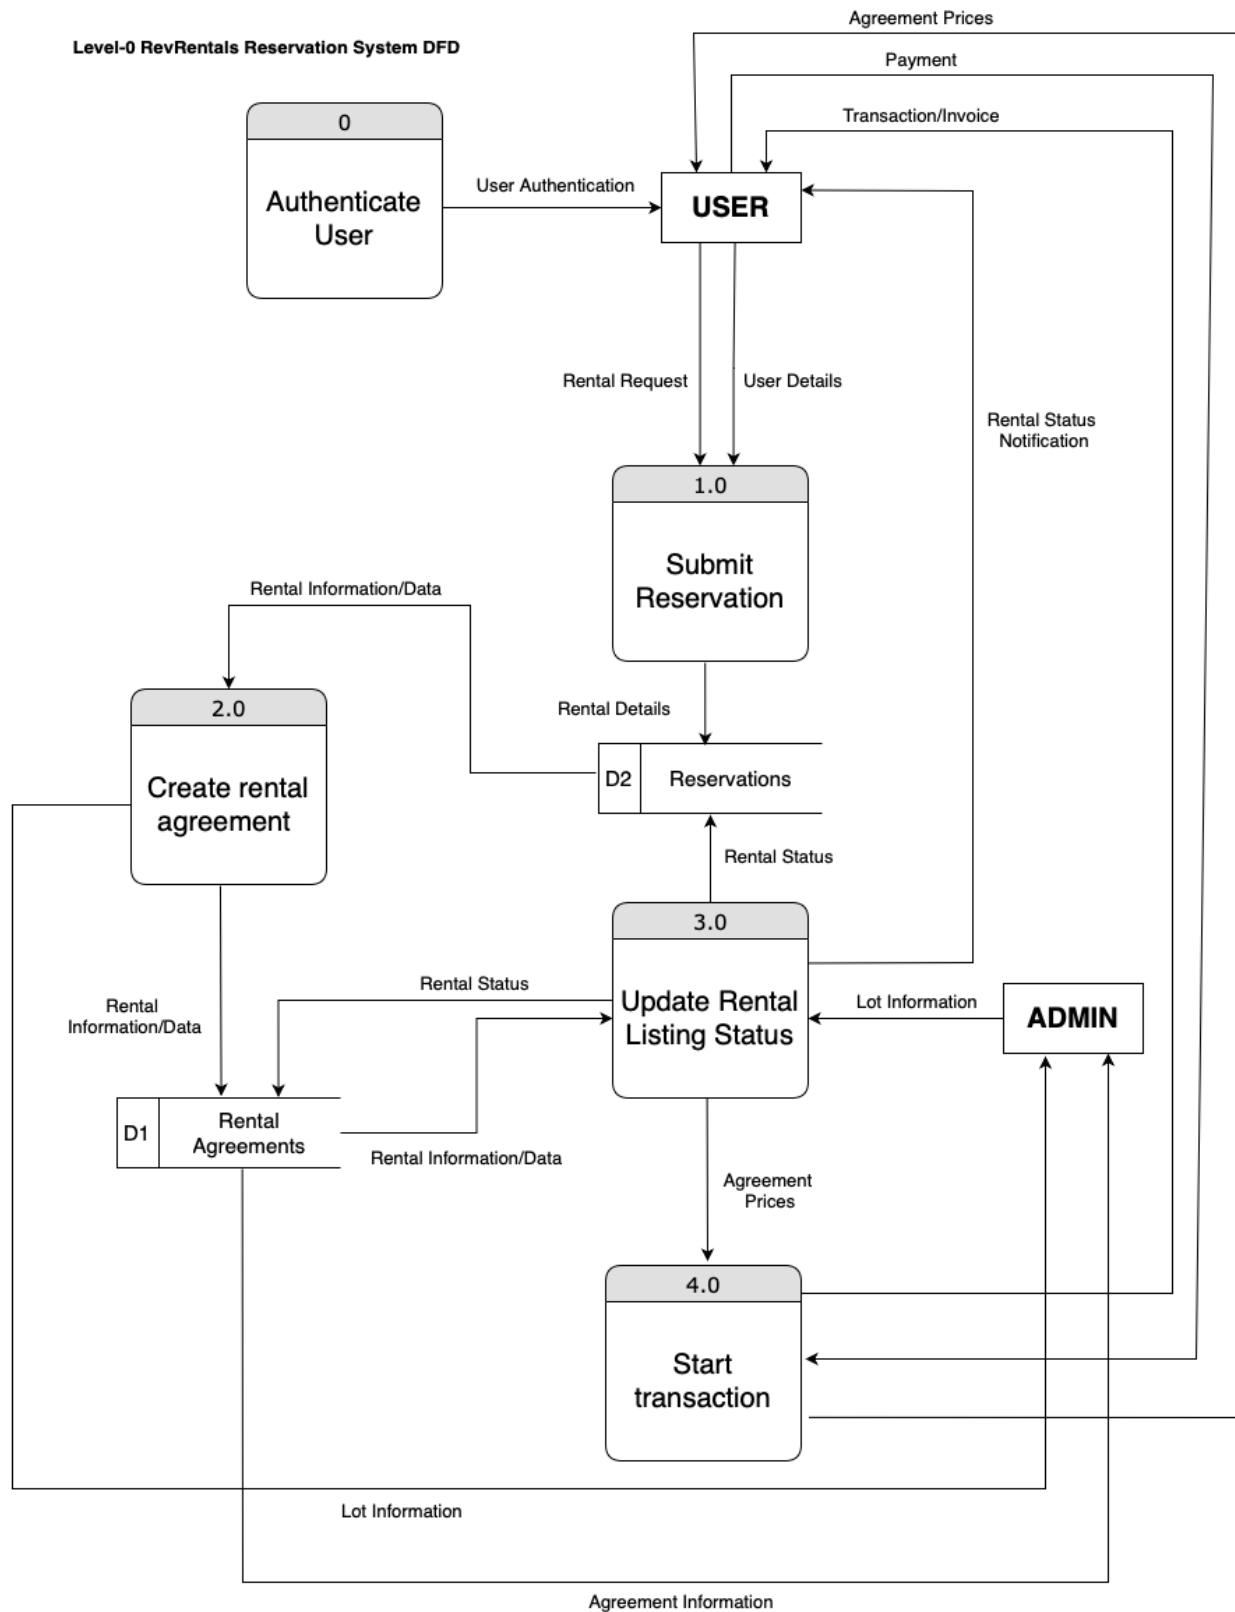 Agreement Prices
Level-0 RevRentals Reservation System DFD
Payment
Transaction/Invoice
0
Authenticate
User
User Authentication
USER
Rental Request
User Details
Rental Status
Notification
1.0
Submit
Reservation
Rental Information/Data
2.0
Create rental
agreement
Rental Details
D2
Reservations
Rental Status
3.0
Update Rental
Listing Status
Rental Status
Lot Information
ADMIN
Rental
Information/Data
D1
Rental
Agreements
Rental Information/Data
Agreement
Prices
4.0
Start
transaction
Lot Information
Agreement Information